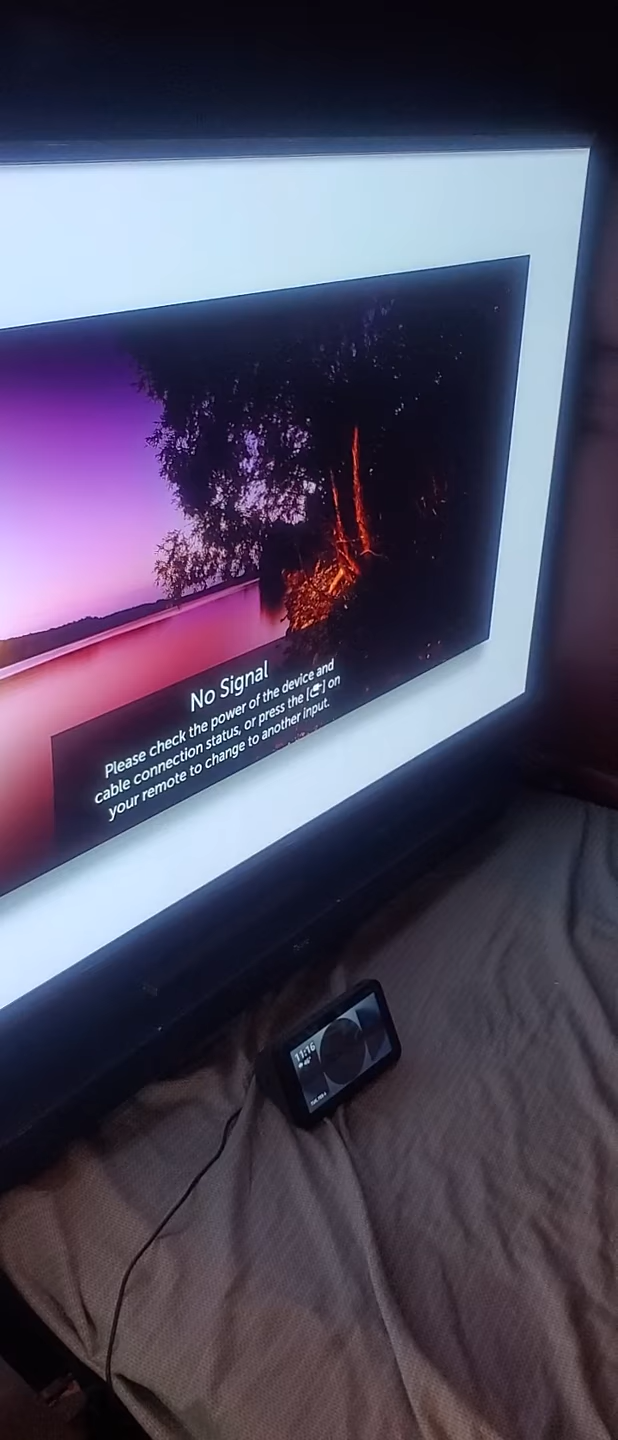 No Signal
Please check the power of the device and
cable connection status, or press the [⮐] on
your remote to change to another input.
11:16